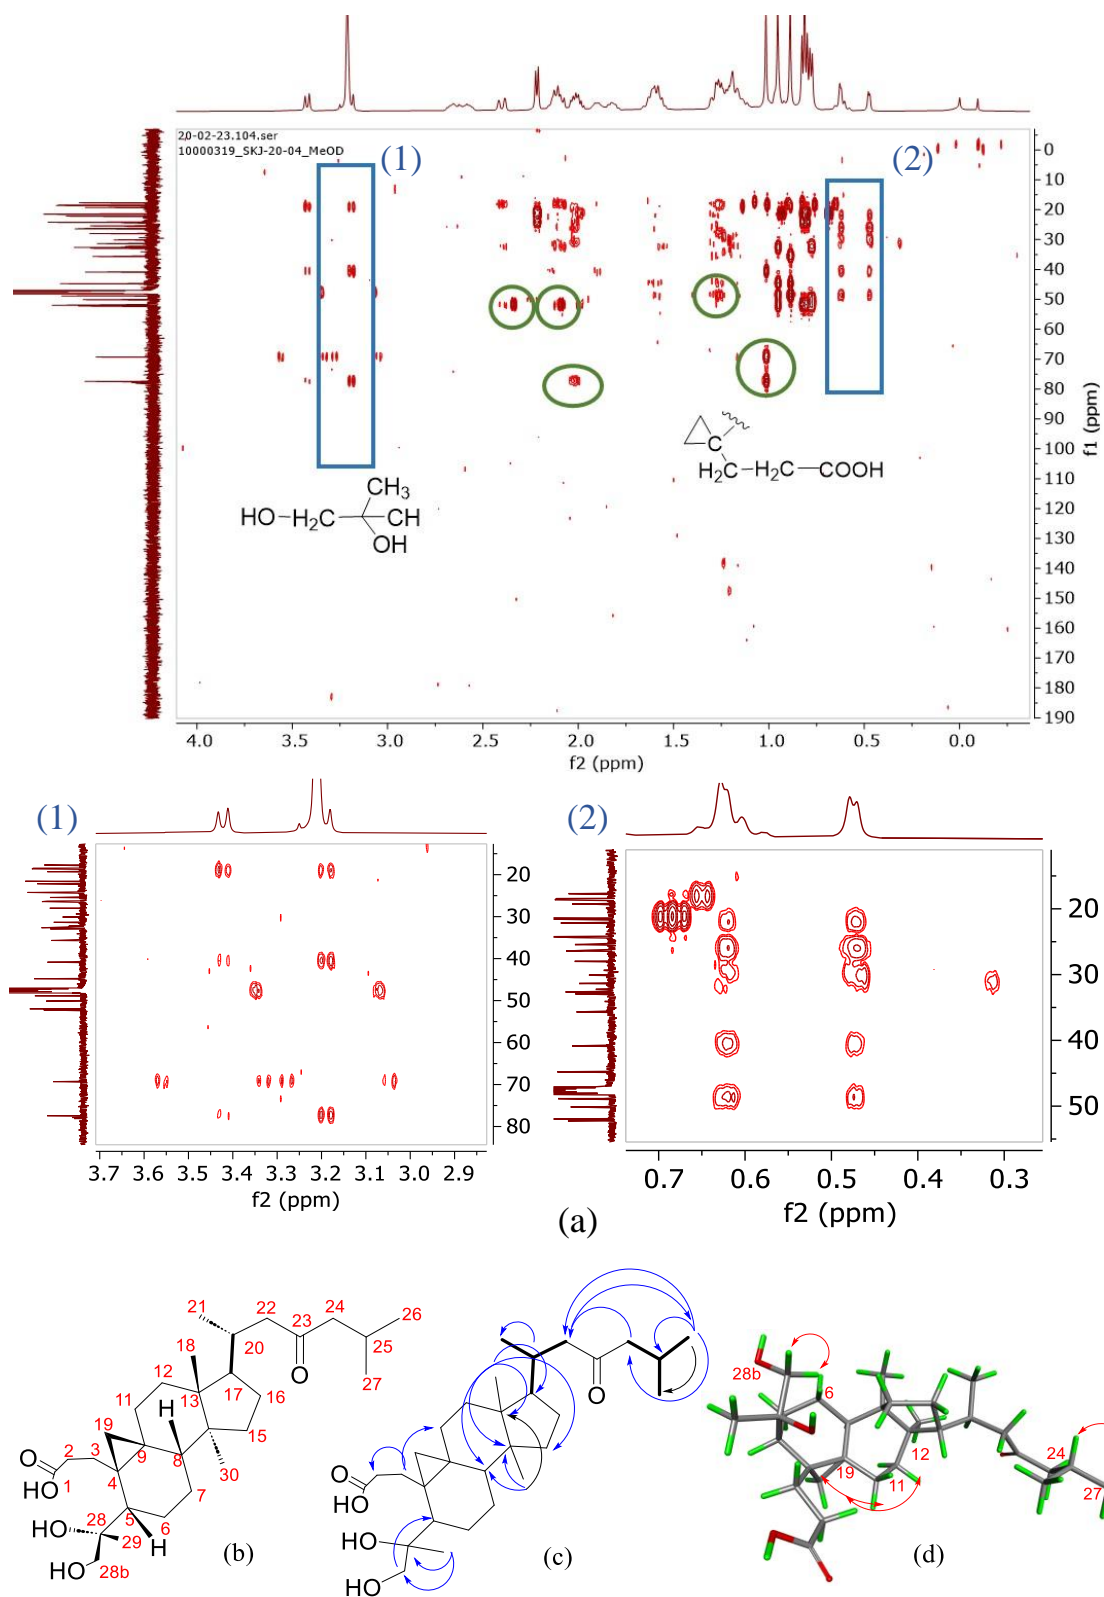 20-02-23.104.ser
10000319_SKJ-20-04_MeOD
(1)
(2)
0
10
20
30
40
50
60
70
80
90
100
110
120
130
140
150
160
170
180
190
f1 (ppm)
CH3
HO-H2C CH
OH
C
H2C-H2C-COOH
4.0 3.5 3.0 2.5 2.0 1.5 1.0 0.5 0.0
f2 (ppm)
(1)
20
30
40
50
60
70
80
3.7 3.6 3.5 3.4 3.3 3.2 3.1 3.0 2.9
f2 (ppm)
(2)
20
30
40
50
0.7 0.6 0.5 0.4 0.3
f2 (ppm)
(a)
21 22 24 26
23
18 20 25
O
12 17 27
11 13 16
H
19
15
2 3 9 8
O 30
1 4 7
HO
5 6
28
HO 29 H
HO
28b
(b)
O
O
HO
HO
HO
(c)
28b
6
12
24
19
11 27
(d)